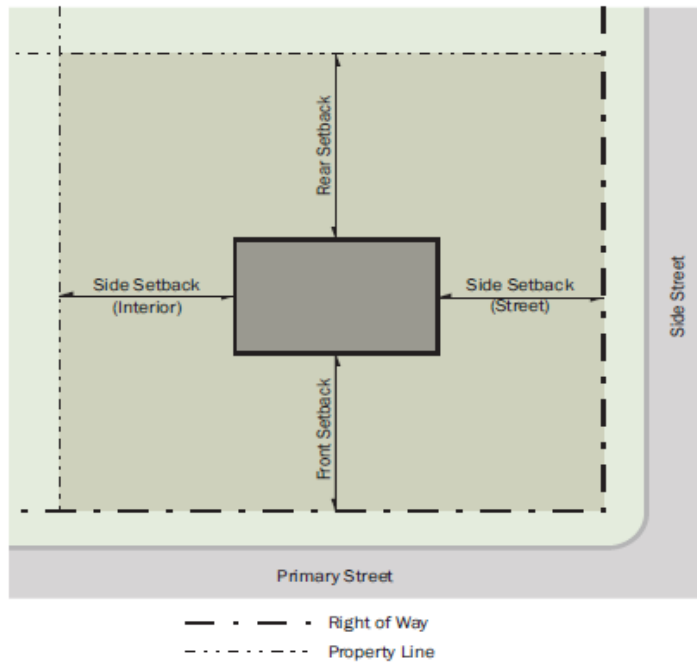 Rear Setback
Side Setback
(Interior)
Side Setback
(Street)
Side Street
Front Setback
Primary Street
Right of Way
Property Line